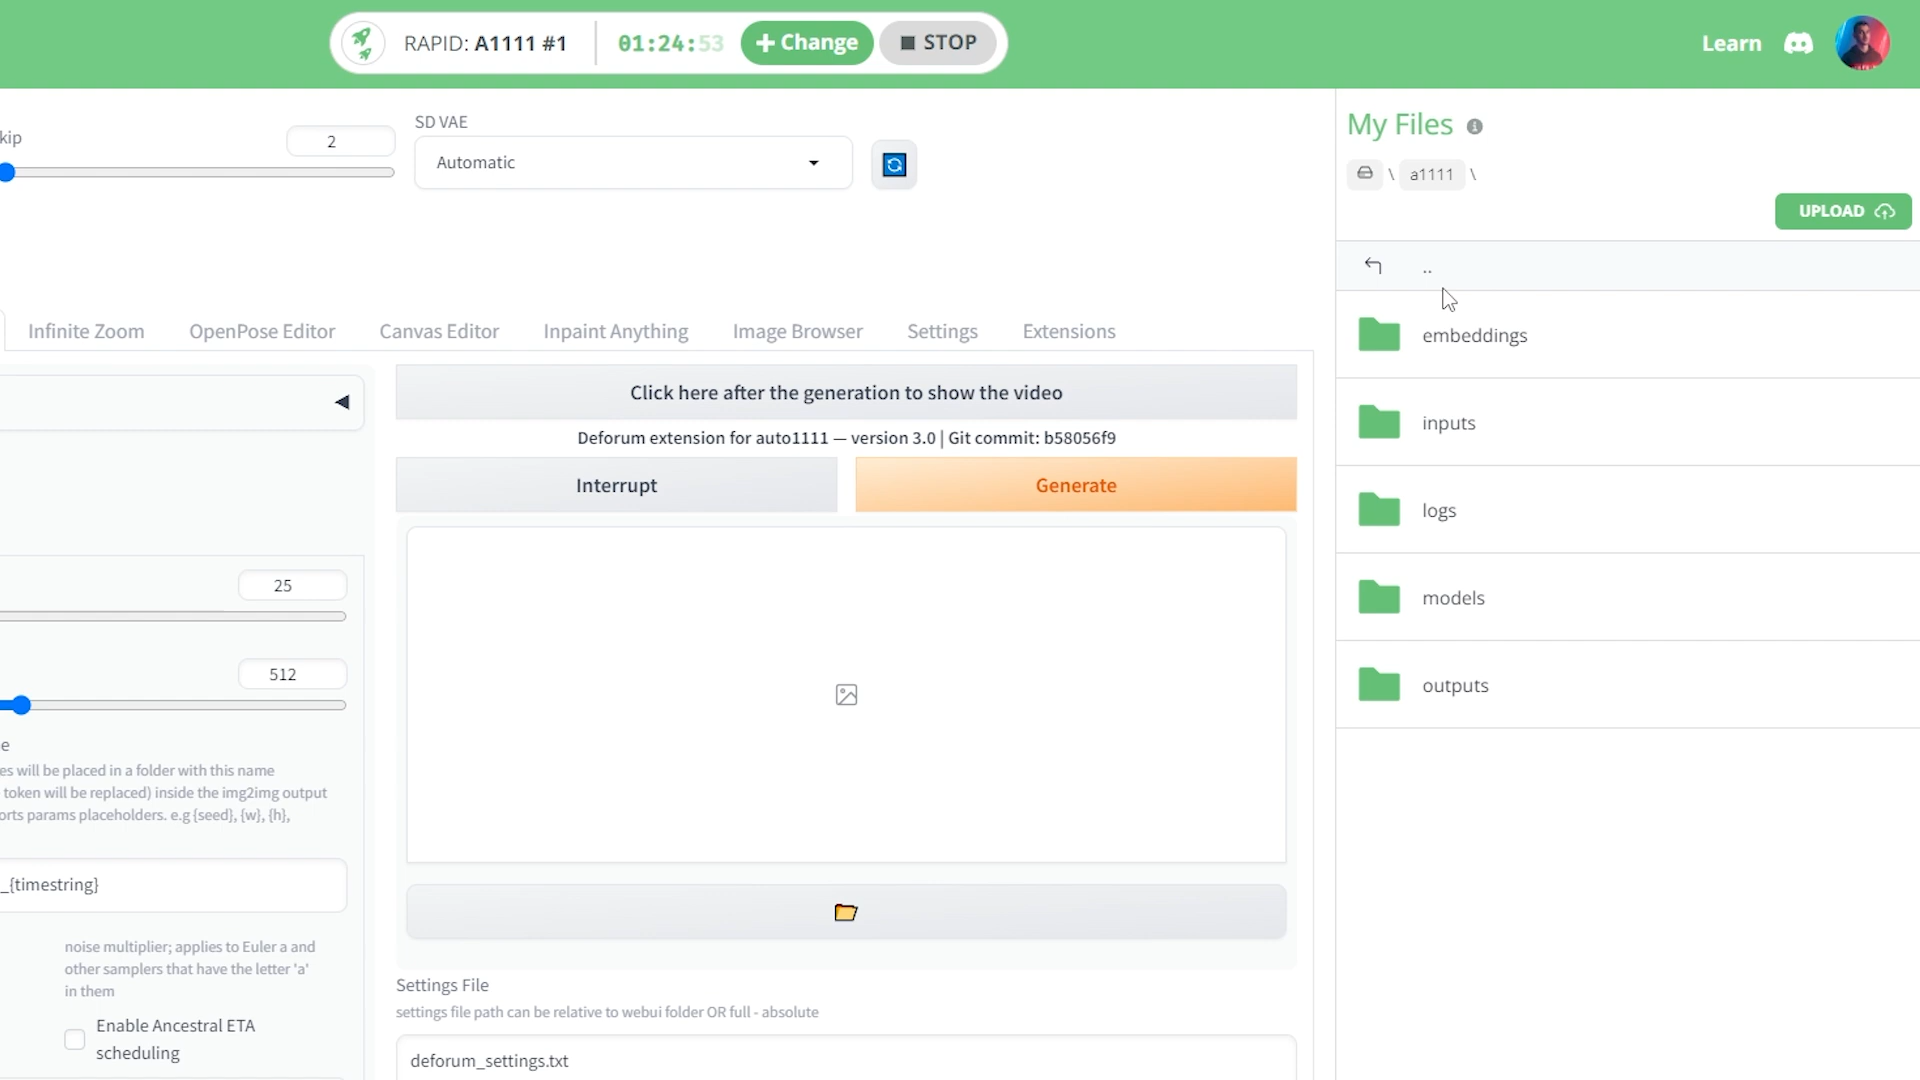 RAPID: A1111 #1
01:24:53
+ Change
STOP
Learn
kip
2
SD VAE
Automatic
My Files
\ a1111 \
UPLOAD
..
embeddings
inputs
logs
models
outputs
Infinite Zoom
OpenPose Editor
Canvas Editor
Inpaint Anything
Image Browser
Settings
Extensions
Click here after the generation to show the video
Deforum extension for auto1111 — version 3.0 | Git commit: b58056f9
Interrupt
Generate
25
512
e
es will be placed in a folder with this name
token will be replaced) inside the img2img output
orts params placeholders. e.g {seed}, {w}, {h},
_{timestring}
noise multiplier; applies to Euler a and
other samplers that have the letter 'a'
in them
Enable Ancestral ETA
scheduling
Settings File
settings file path can be relative to webui folder OR full - absolute
deforum_settings.txt